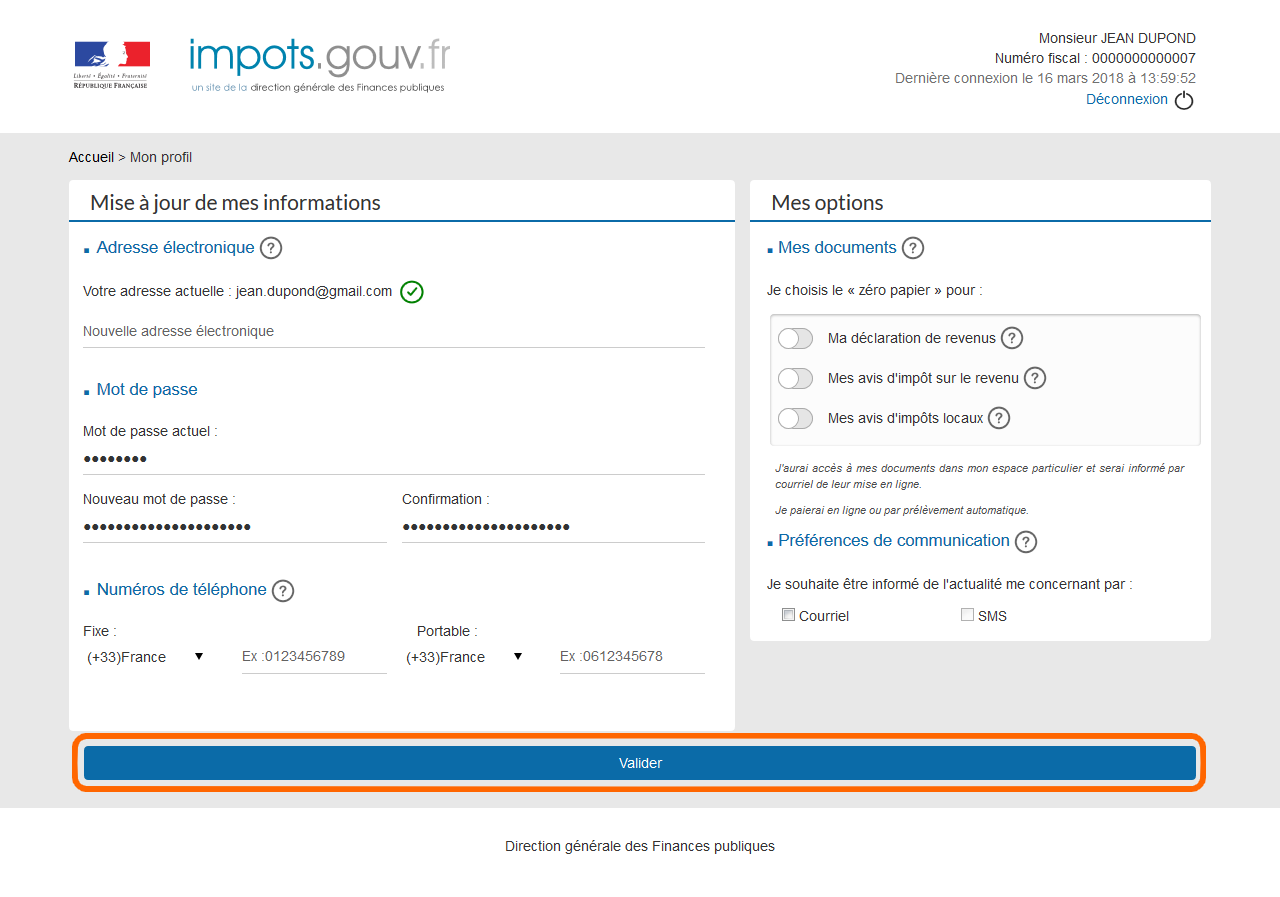 Liberté • Égalité • Fraternité
RÉPUBLIQUE FRANÇAISE
impots.gouv.fr
un site de la direction générale des Finances publiques
Monsieur JEAN DUPOND
Numéro fiscal : 0000000000007
Dernière connexion le 16 mars 2018 à 13:59:52
Déconnexion
Accueil > Mon profil
Mise à jour de mes informations
Adresse électronique ?
Votre adresse actuelle : jean.dupond@gmail.com
Nouvelle adresse électronique
Mot de passe
Mot de passe actuel :
●●●●●●●●
Nouveau mot de passe : Confirmation :
●●●●●●●●●●●●●●●●●●●●● ●●●●●●●●●●●●●●●●●●●●●
Numéros de téléphone ?
Fixe : Portable :
(+33)France ▼ Ex :0123456789 (+33)France ▼ Ex :0612345678
Mes options
Mes documents ?
Je choisis le « zéro papier » pour :
Ma déclaration de revenus ?
Mes avis d'impôt sur le revenu ?
Mes avis d'impôts locaux ?
J'aurai accès à mes documents dans mon espace particulier et serai informé par
courriel de leur mise en ligne.
Je paierai en ligne ou par prélèvement automatique.
Préférences de communication ?
Je souhaite être informé de l'actualité me concernant par :
Courriel SMS
Valider
Direction générale des Finances publiques